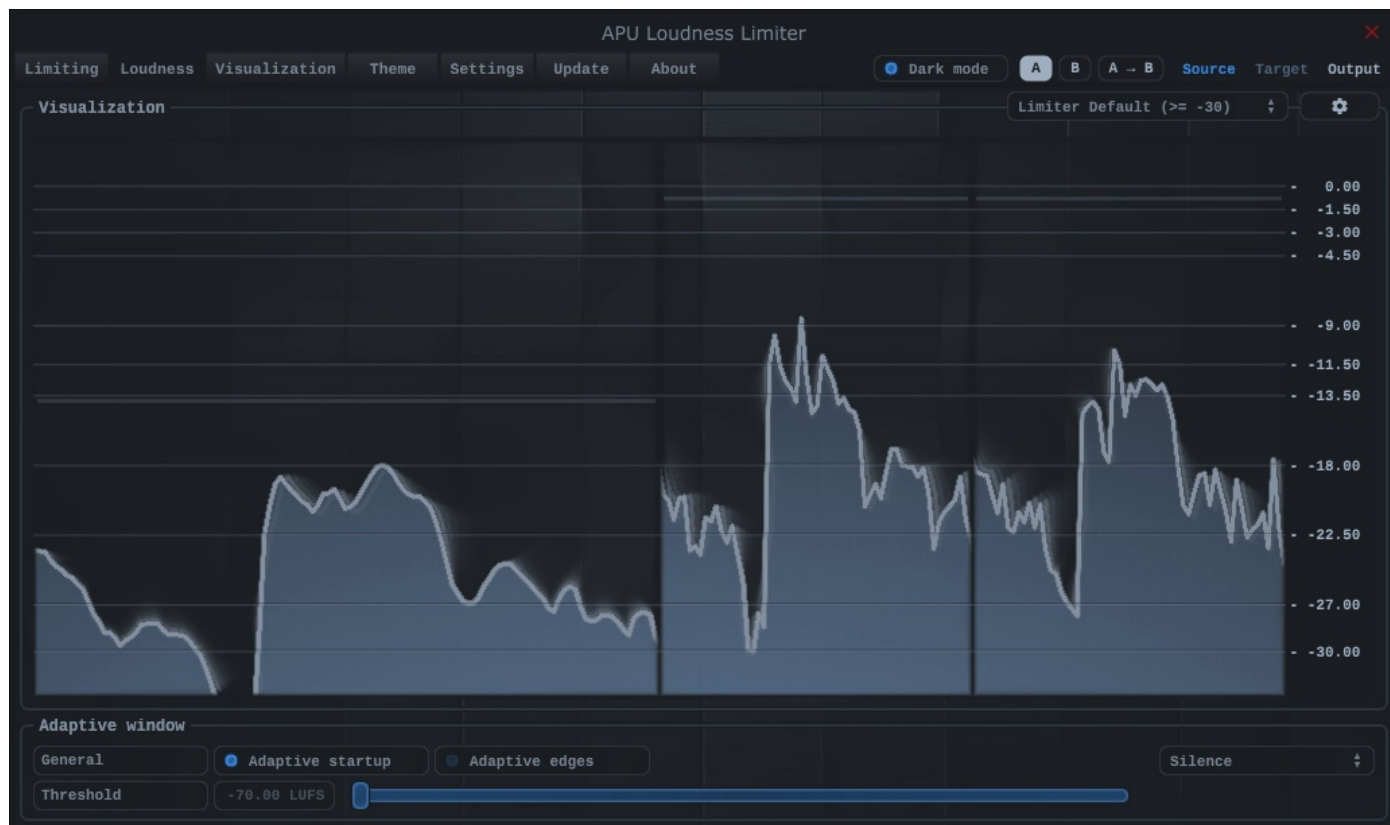 APU Loudness Limiter
Limiting Loudness Visualization Theme Settings Update About Dark mode A B A → B Source Target Output
Visualization Limiter Default (>= -30)
- 0.00
- -1.50
- -3.00
- -4.50
- -9.00
- -11.50
- -13.50
- -18.00
- -22.50
- -27.00
- -30.00
Adaptive window
General Adaptive startup Adaptive edges Silence
Threshold -70.00 LUFS